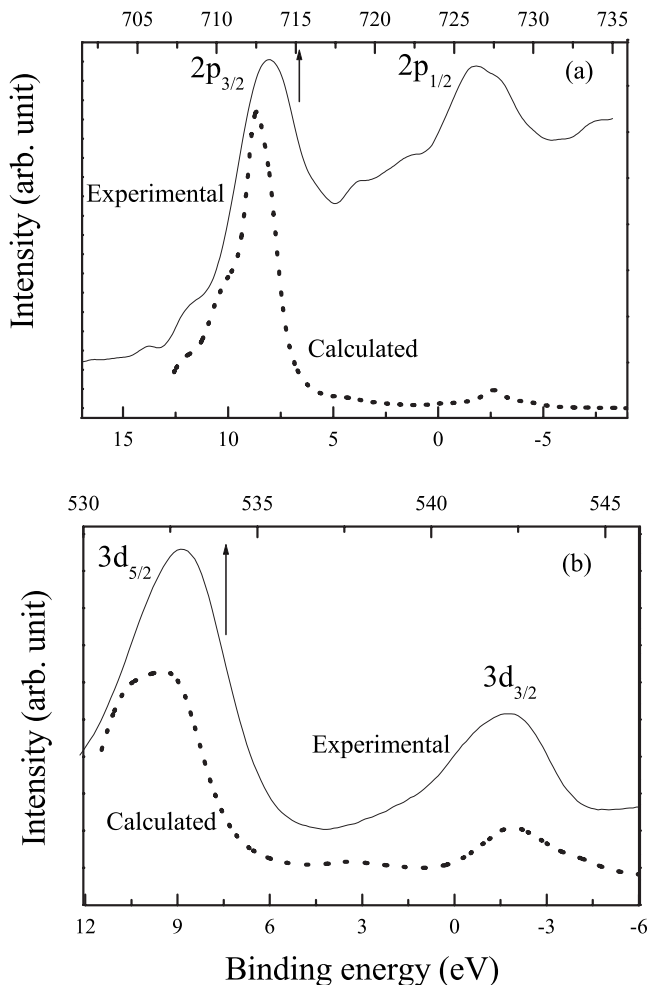 705 710 715 720 725 730 735
2p3/2
2p1/2
(a)
Experimental
Calculated
Intensity (arb. unit)
15 10 5 0 -5
530 535 540 545
3d5/2
(b)
3d3/2
Experimental
Calculated
Intensity (arb. unit)
12 9 6 3 0 -3 -6
Binding energy (eV)